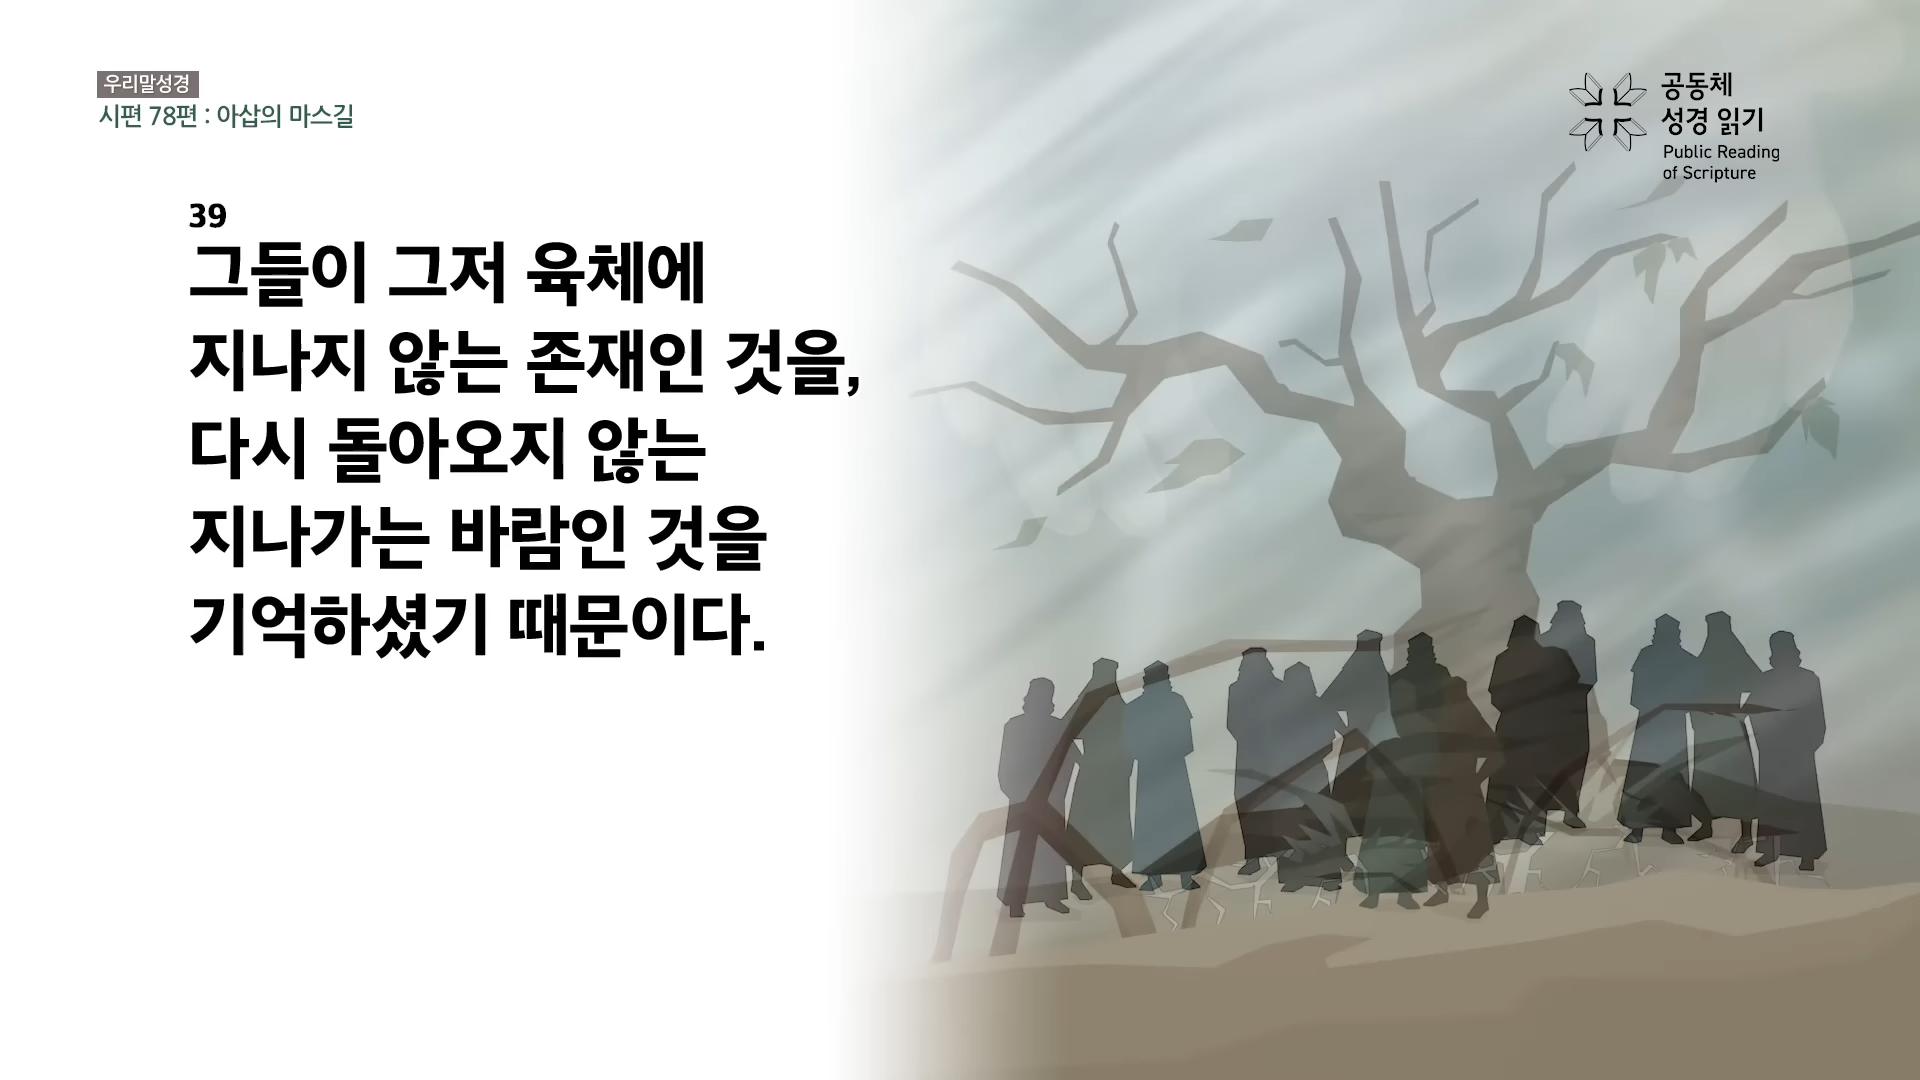 우리말성경
시편 78편 : 아삽의 마스길
공동체
성경 읽기
Public Reading
of Scripture
39
그들이 그저 육체에
지나지 않는 존재인 것을,
다시 돌아오지 않는
지나가는 바람인 것을
기억하셨기 때문이다.